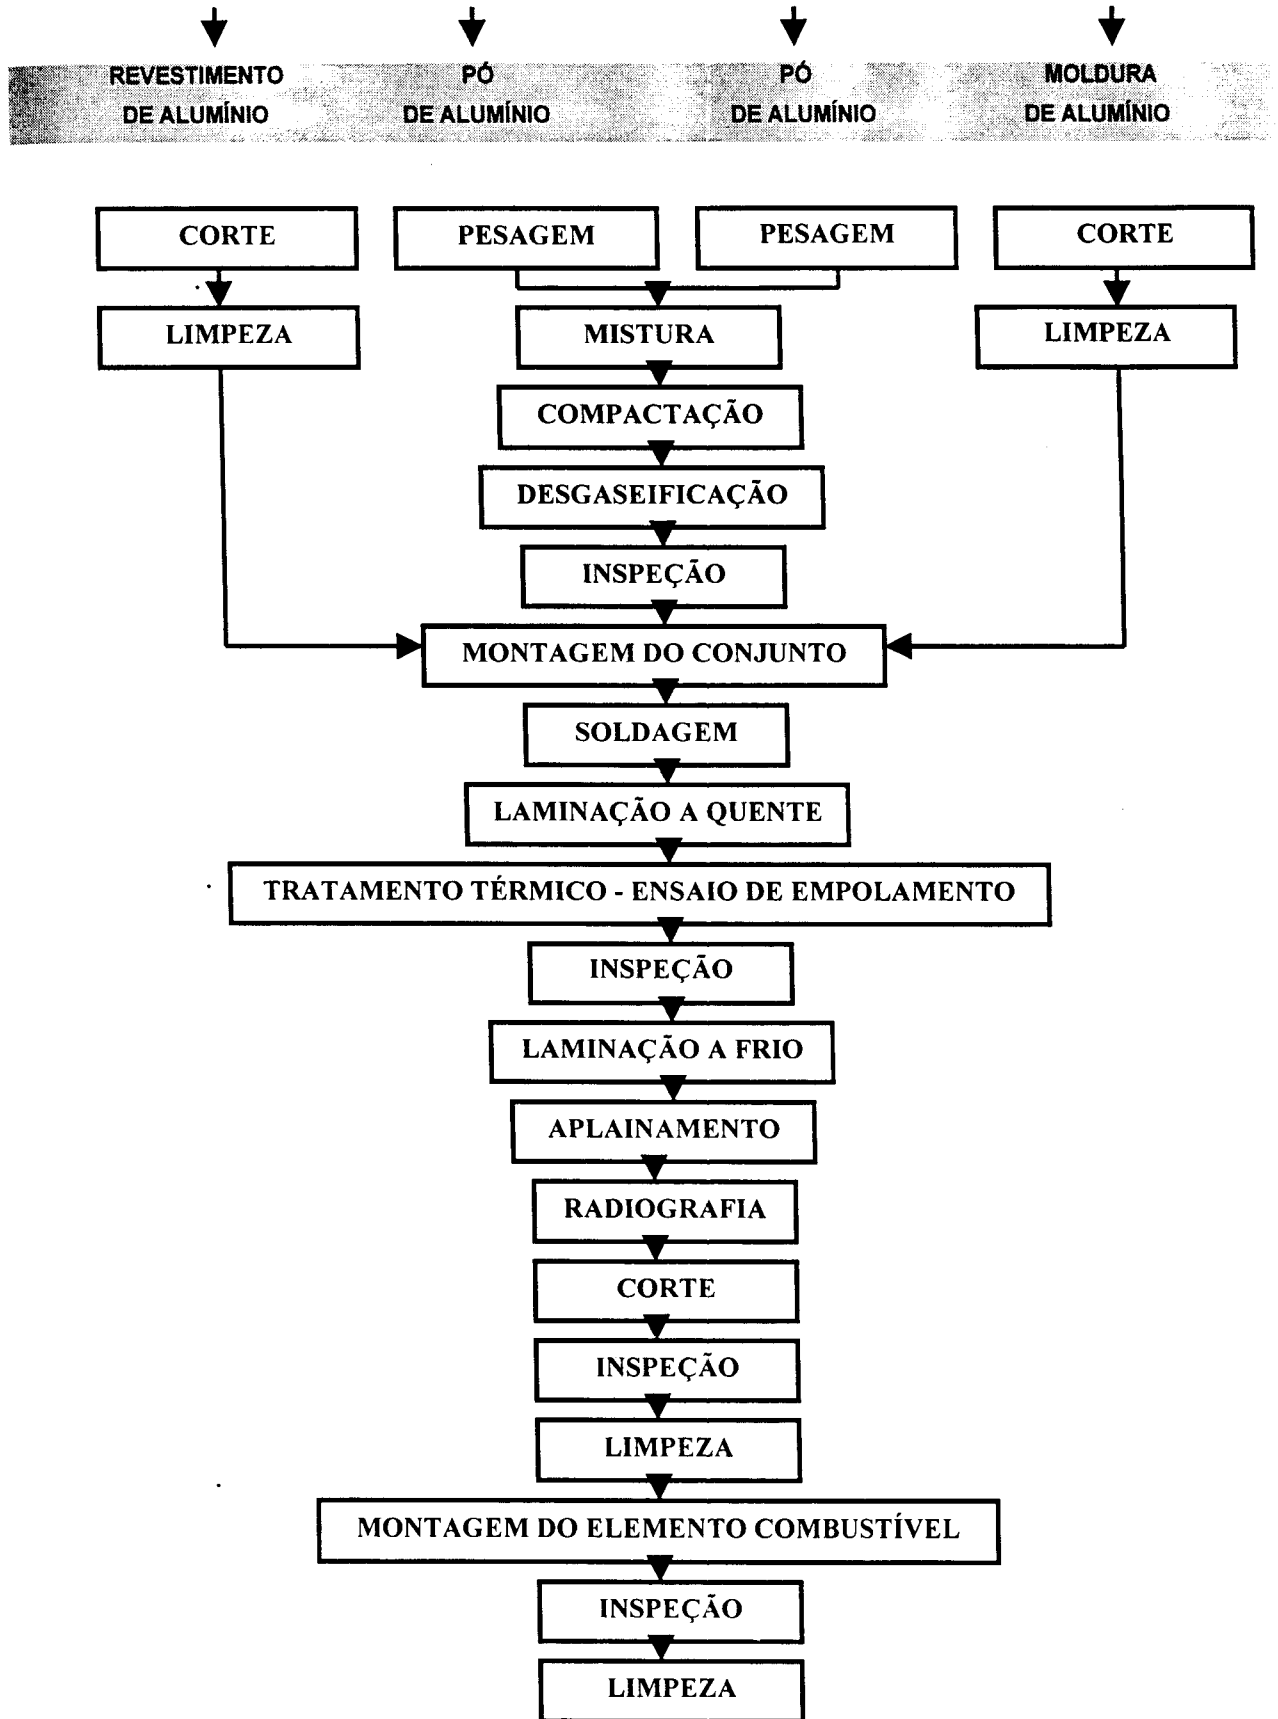 REVESTIMENTO
DE ALUMÍNIO
PÓ
DE ALUMÍNIO
PÓ
DE ALUMÍNIO
MOLDURA
DE ALUMÍNIO
CORTE
PESAGEM
PESAGEM
CORTE
LIMPEZA
MISTURA
LIMPEZA
COMPACTAÇÃO
DESGASEIFICAÇÃO
INSPEÇÃO
MONTAGEM DO CONJUNTO
SOLDAGEM
LAMINAÇÃO A QUENTE
TRATAMENTO TÉRMICO - ENSAIO DE EMPOLAMENTO
INSPEÇÃO
LAMINAÇÃO A FRIO
APLAINAMENTO
RADIOGRAFIA
CORTE
INSPEÇÃO
LIMPEZA
MONTAGEM DO ELEMENTO COMBUSTÍVEL
INSPEÇÃO
LIMPEZA